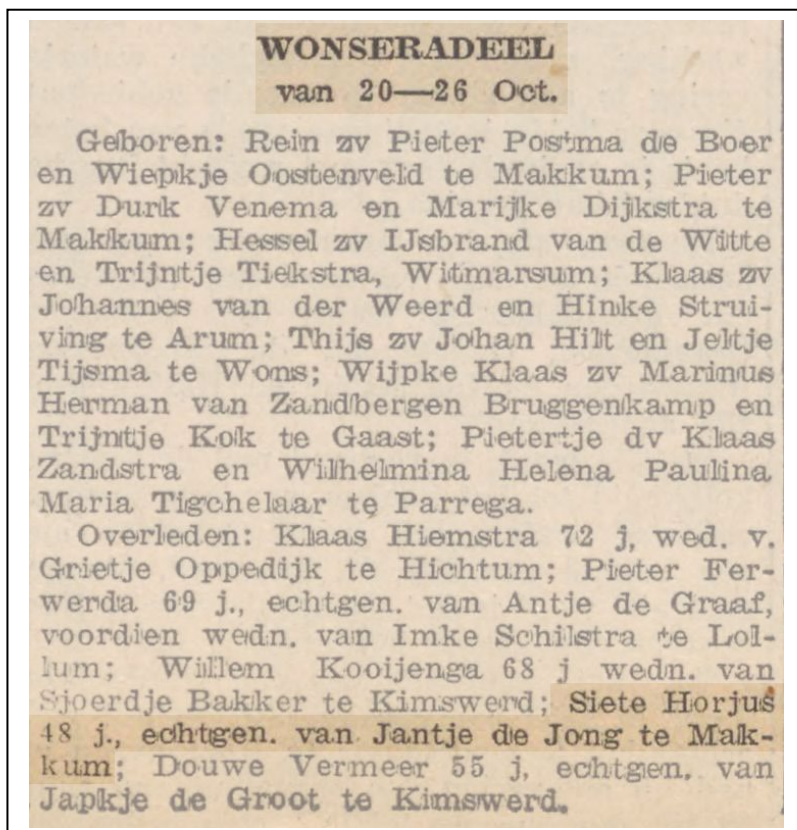 WONSERADEEL
van 20—26 Oct.
Geboren: Rein zv Pieter Postma de Boer
en Wiepkje Oostenveld te Makkum; Pieter
zv Durk Venema en Marijke Dijkstra te
Makkum; Hessel zv IJsbrand van de Witte
en Trijntje Tiekstra, Witmarsum; Klaas zv
Johannes van der Weerd en Hinke Strui-
ving te Arum; Thijs zv Johan Hilt en Jeltje
Tijsma te Wons; Wijpke Klaas zv Marinus
Herman van Zandbergen Bruggenkamp en
Trijntje Kok te Gaast; Pietertje dv Klaas
Zandstra en Wilhelmina Helena Paulina
Maria Tigchelaar te Parrega.
Overleden: Klaas Hiemstra 72 j, wed. v.
Grietje Oppedijk te Hichtum; Pieter Fer-
werda 69 j., echtgen. van Antje de Graaf,
voordien wedn. van Imke Schilstra te Lol-
lum; Willem Kooijenga 68 j wedn. van
Sjoerdje Bakker te Kimswerd; Siete Horjus
48 j., echtgen. van Jantje de Jong te Mak-
kum; Douwe Vermeer 55 j, echtgen. van
Japkje de Groot te Kimswerd.